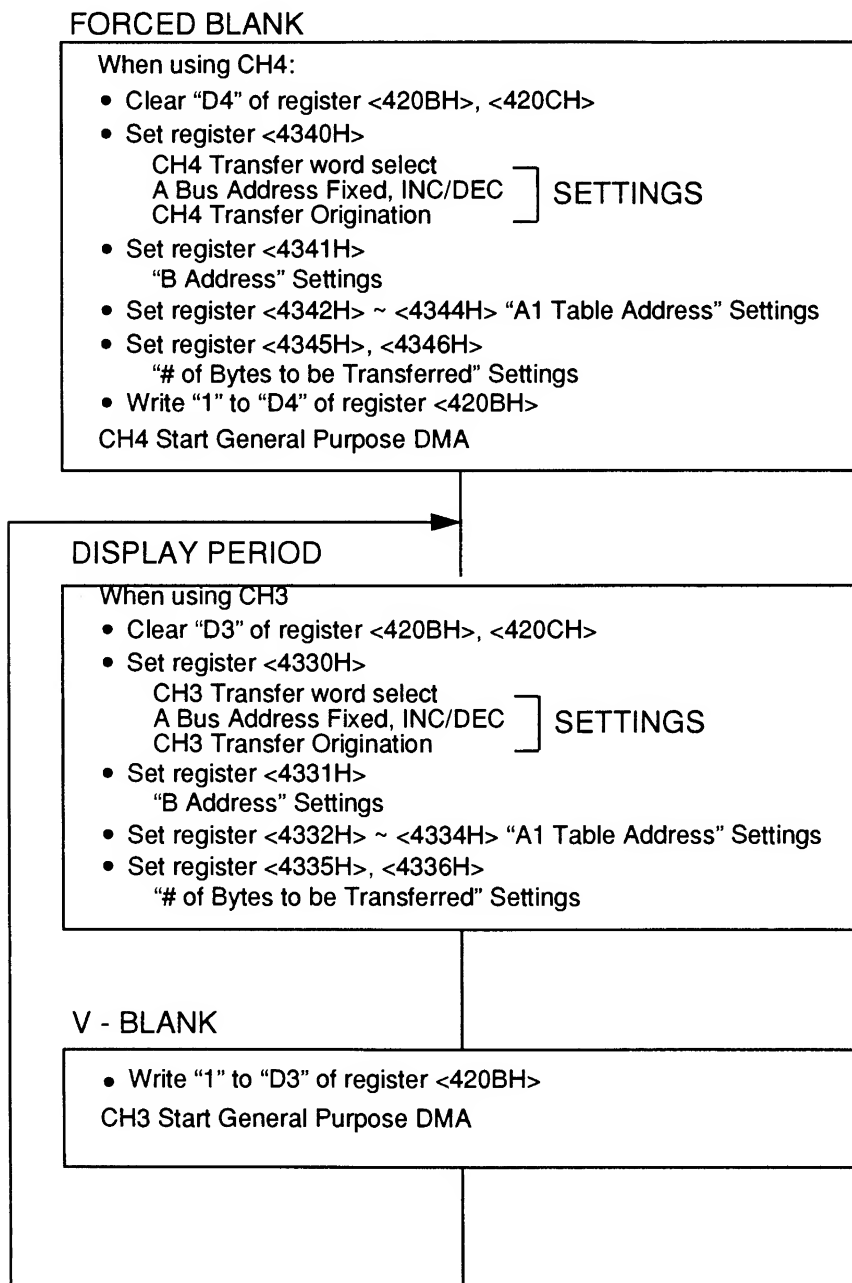 FORCED BLANK
When using CH4:
• Clear “D4” of register <420BH>, <420CH>
• Set register <4340H>
CH4 Transfer word select
A Bus Address Fixed, INC/DEC
CH4 Transfer Origination
SETTINGS
• Set register <4341H>
“B Address” Settings
• Set register <4342H> ~ <4344H> “A1 Table Address” Settings
• Set register <4345H>, <4346H>
“# of Bytes to be Transferred” Settings
• Write “1” to “D4” of register <420BH>
CH4 Start General Purpose DMA
DISPLAY PERIOD
When using CH3
• Clear “D3” of register <420BH>, <420CH>
• Set register <4330H>
CH3 Transfer word select
A Bus Address Fixed, INC/DEC
CH3 Transfer Origination
SETTINGS
• Set register <4331H>
“B Address” Settings
• Set register <4332H> ~ <4334H> “A1 Table Address” Settings
• Set register <4335H>, <4336H>
“# of Bytes to be Transferred” Settings
V - BLANK
• Write “1” to “D3” of register <420BH>
CH3 Start General Purpose DMA